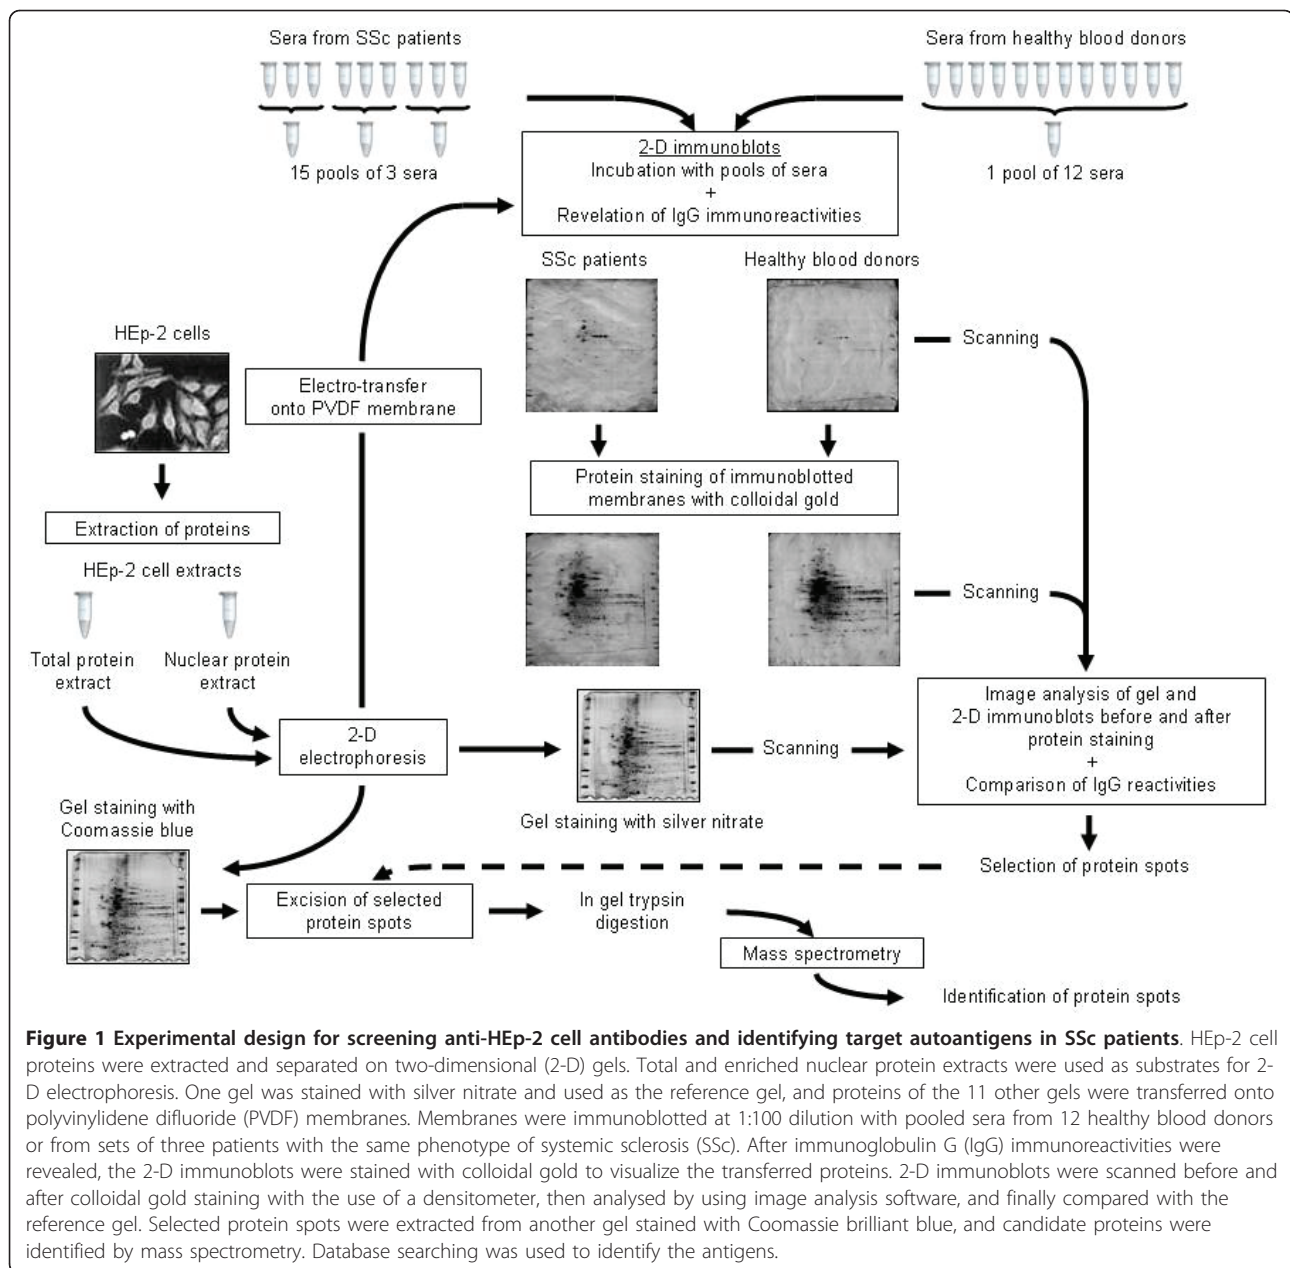 Sera from SSc patients
Sera from healthy blood donors
15 pools of 3 sera
1 pool of 12 sera
2-D immunoblots
Incubation with pools of sera
+
Revelation of IgG immunoreactivities
SSc patients
Healthy blood donors
HEp-2 cells
Scanning
Electro-transfer
onto PVDF membrane
Protein staining of immunoblotted
membranes with colloidal gold
Extraction of proteins
HEp-2 cell extracts
Scanning
Total protein
extract
Nuclear protein
extract
Image analysis of gel and
2-D immunoblots before and after
protein staining
+
Comparison of IgG reactivities
2-D
electrophoresis
Scanning
Gel staining with
Coomassie blue
Gel staining with silver nitrate
Selection of protein spots
Excision of selected
protein spots
In gel trypsin
digestion
Mass spectrometry
Identification of protein spots
Figure 1 Experimental design for screening anti-HEp-2 cell antibodies and identifying target autoantigens in SSc patients. HEp-2 cell
proteins were extracted and separated on two-dimensional (2-D) gels. Total and enriched nuclear protein extracts were used as substrates for 2-
D electrophoresis. One gel was stained with silver nitrate and used as the reference gel, and proteins of the 11 other gels were transferred onto
polyvinylidene difluoride (PVDF) membranes. Membranes were immunoblotted at 1:100 dilution with pooled sera from 12 healthy blood donors
or from sets of three patients with the same phenotype of systemic sclerosis (SSc). After immunoglobulin G (IgG) immunoreactivities were
revealed, the 2-D immunoblots were stained with colloidal gold to visualize the transferred proteins. 2-D immunoblots were scanned before and
after colloidal gold staining with the use of a densitometer, then analysed by using image analysis software, and finally compared with the
reference gel. Selected protein spots were extracted from another gel stained with Coomassie brilliant blue, and candidate proteins were
identified by mass spectrometry. Database searching was used to identify the antigens.